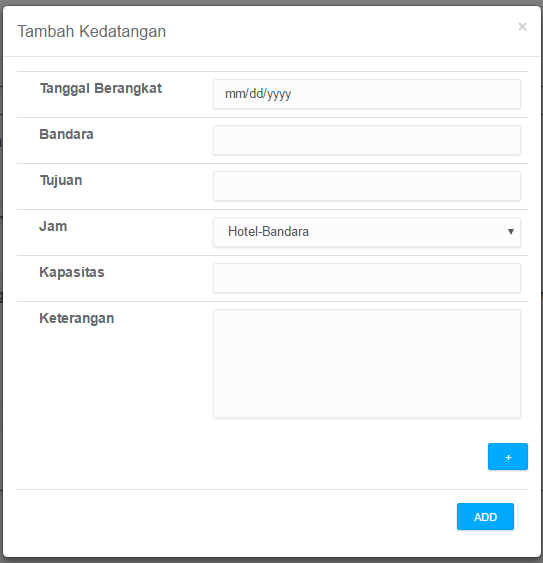 Tambah Kedatangan ×
Tanggal Berangkat mm/dd/yyyy
Bandara
Tujuan
Jam Hotel-Bandara ▼
Kapasitas
Keterangan
+
ADD